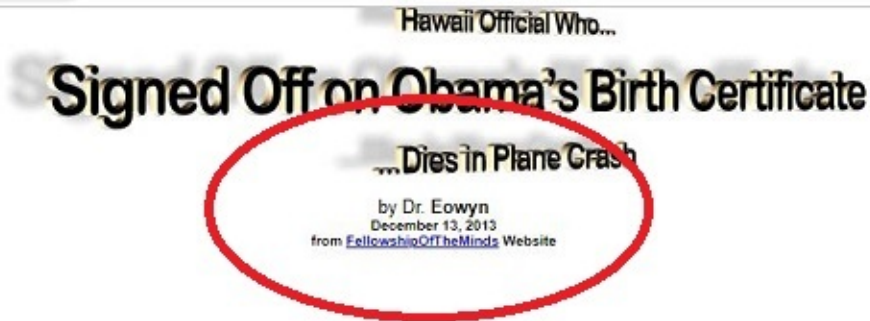 Hawaii Official Who...
Signed Off on Obama's Birth Certificate
...Dies in Plane Crash
by Dr. Eowyn
December 13, 2013
from FellowshipOfTheMinds Website